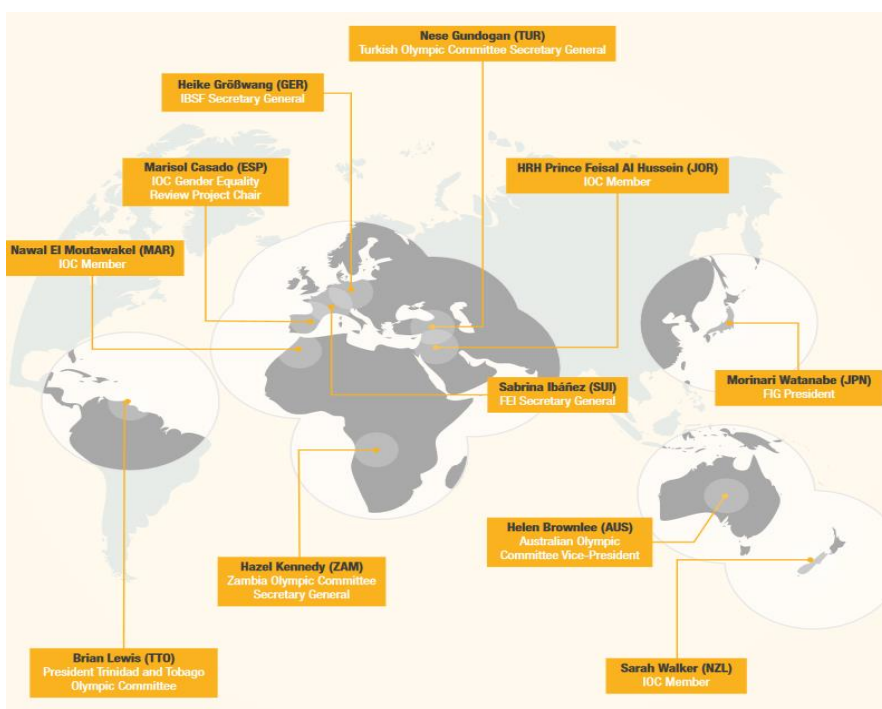 Nese Gundogan (TUR)
Turkish Olympic Committee Secretary General
Heike Größwang (GER)
IBSF Secretary General
Marisol Casado (ESP)
IOC Gender Equality
Review Project Chair
HRH Prince Feisal Al Hussein (JOR)
IOC Member
Nawal El Moutawakel (MAR)
IOC Member
Sabrina Ibáñez (SUI)
FEI Secretary General
Morinari Watanabe (JPN)
FIG President
Helen Brownlee (AUS)
Australian Olympic
Committee Vice-President
Hazel Kennedy (ZAM)
Zambia Olympic Committee
Secretary General
Brian Lewis (TTO)
President Trinidad and Tobago
Olympic Committee
Sarah Walker (NZL)
IOC Member